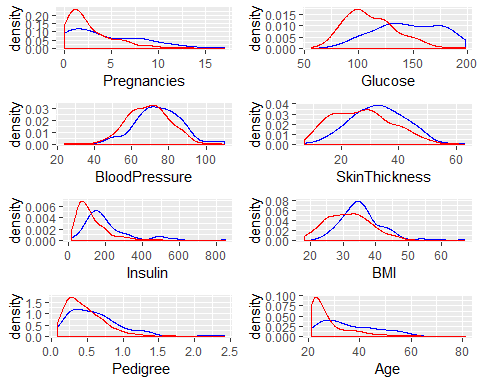 density
0.20
0.15
0.10
0.05
0.00
0 5 10 15
Pregnancies
density
0.015
0.010
0.005
0.000
50 100 150 200
Glucose
density
0.03
0.02
0.01
0.00
20 40 60 80 100
BloodPressure
density
0.04
0.03
0.02
0.01
0.00
20 40 60
SkinThickness
density
0.006
0.004
0.002
0.000
0 200 400 600 800
Insulin
density
0.08
0.06
0.04
0.02
0.00
20 30 40 50 60
BMI
density
1.5
1.0
0.5
0.0
0.0 0.5 1.0 1.5 2.0 2.5
Pedigree
density
0.100
0.075
0.050
0.025
0.000
20 40 60 80
Age